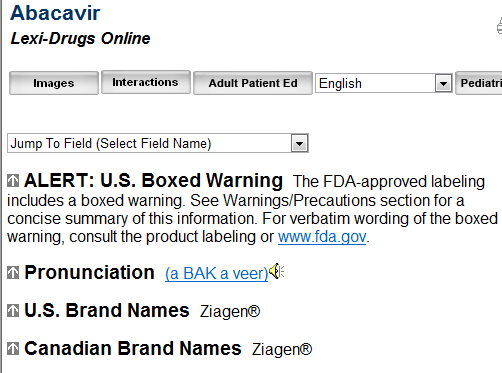 Abacavir
Lexi-Drugs Online
Images Interactions Adult Patient Ed English
Jump To Field (Select Field Name)
ALERT: U.S. Boxed Warning The FDA-approved labeling
includes a boxed warning. See Warnings/Precautions section for a
concise summary of this information. For verbatim wording of the boxed
warning, consult the product labeling or www.fda.gov.
Pronunciation (a BAK a veer)
U.S. Brand Names Ziagen®
Canadian Brand Names Ziagen®